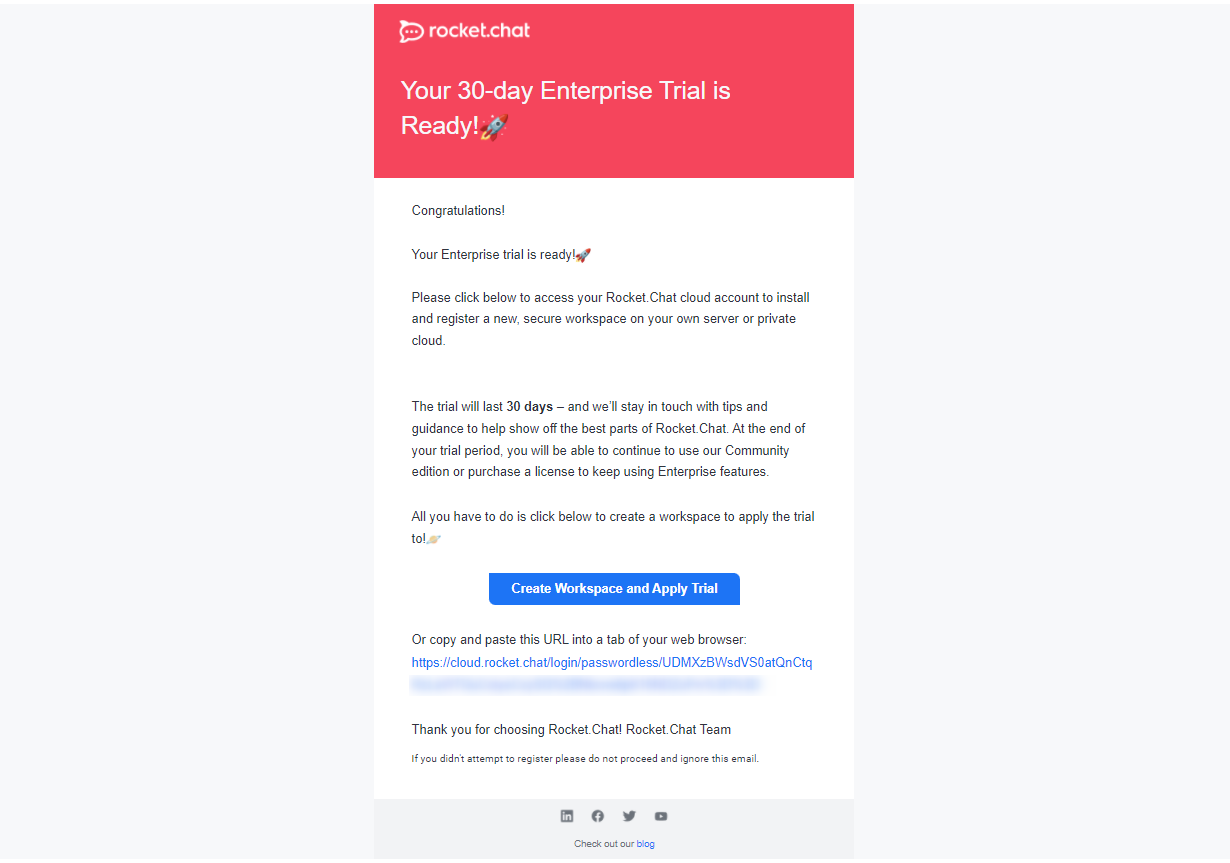 rocket.chat
Your 30-day Enterprise Trial is
Ready!🚀
Congratulations!
Your Enterprise trial is ready!🚀
Please click below to access your Rocket.Chat cloud account to install
and register a new, secure workspace on your own server or private
cloud.
The trial will last 30 days – and we'll stay in touch with tips and
guidance to help show off the best parts of Rocket.Chat. At the end of
your trial period, you will be able to continue to use our Community
edition or purchase a license to keep using Enterprise features.
All you have to do is click below to create a workspace to apply the trial
to!🪐
Create Workspace and Apply Trial
Or copy and paste this URL into a tab of your web browser:
https://cloud.rocket.chat/login/passwordless/UDMXzBWsdVS0atQnCtq
Thank you for choosing Rocket.Chat! Rocket.Chat Team
If you didn't attempt to register please do not proceed and ignore this email.
Check out our blog